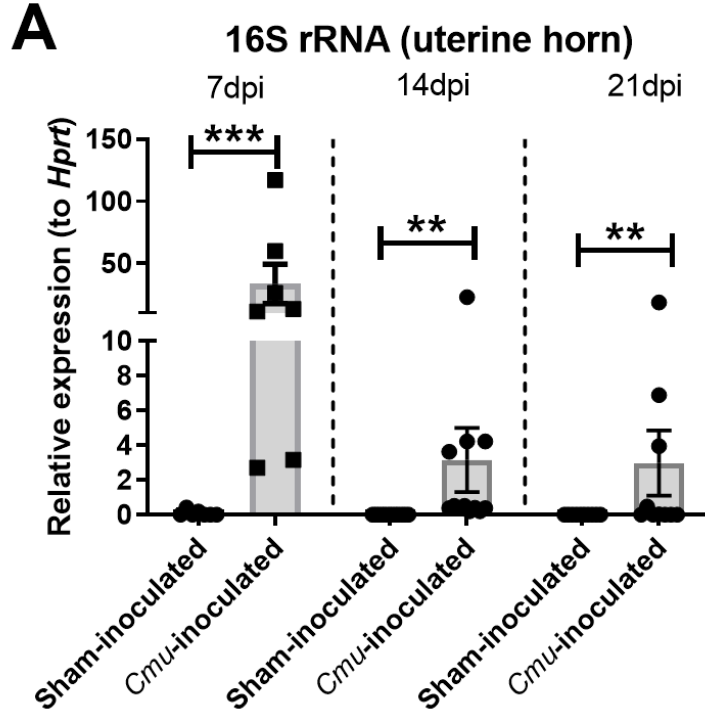 A
16S rRNA (uterine horn)
7dpi 14dpi 21dpi
Relative expression (to Hprt)
150
100
50
10
8
6
4
2
0
***
**
**
Sham-inoculated
Cmu-inoculated
Sham-inoculated
Cmu-inoculated
Sham-inoculated
Cmu-inoculated